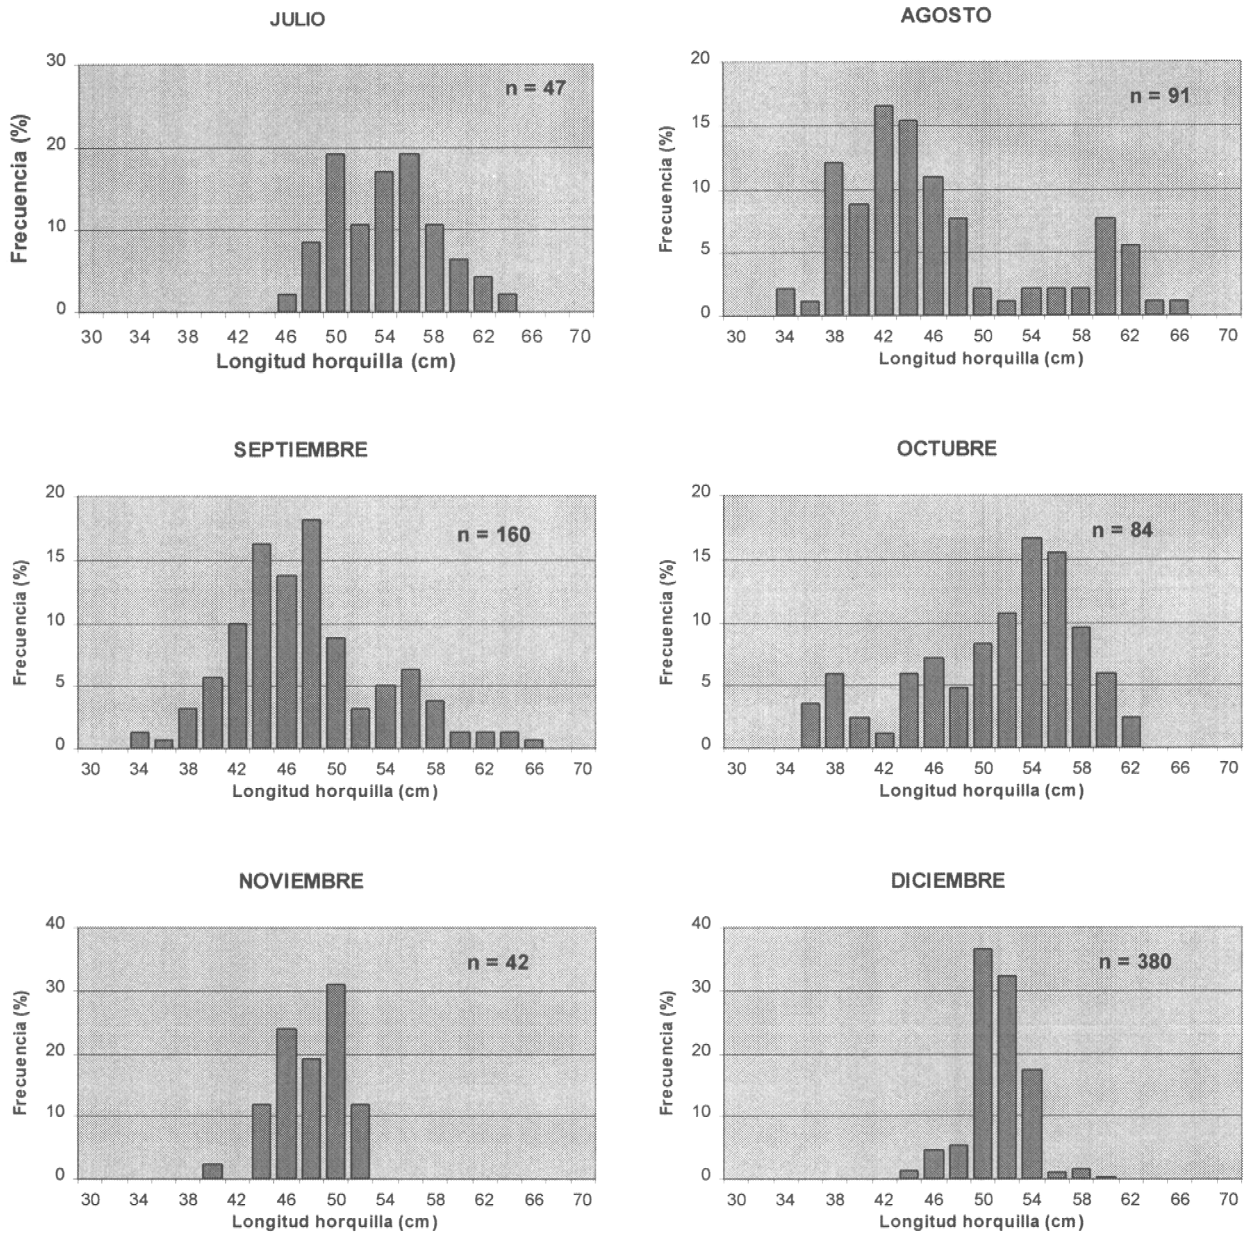 JULIO
30
20
10
0
Frecuencia (%)
n = 47
30 34 38 42 46 50 54 58 62 66 70
Longitud horquilla (cm)
AGOSTO
20
15
10
5
0
Frecuencia (%)
n = 91
30 34 38 42 46 50 54 58 62 66 70
Longitud horquilla (cm)
SEPTIEMBRE
20
15
10
5
0
Frecuencia (%)
n = 160
30 34 38 42 46 50 54 58 62 66 70
Longitud horquilla (cm)
OCTUBRE
20
15
10
5
0
Frecuencia (%)
n = 84
30 34 38 42 46 50 54 58 62 66 70
Longitud horquilla (cm)
NOVIEMBRE
40
30
20
10
0
Frecuencia (%)
n = 42
30 34 38 42 46 50 54 58 62 66 70
Longitud horquilla (cm)
DICIEMBRE
40
30
20
10
0
Frecuencia (%)
n = 380
30 34 38 42 46 50 54 58 62 66 70
Longitud horquilla (cm)